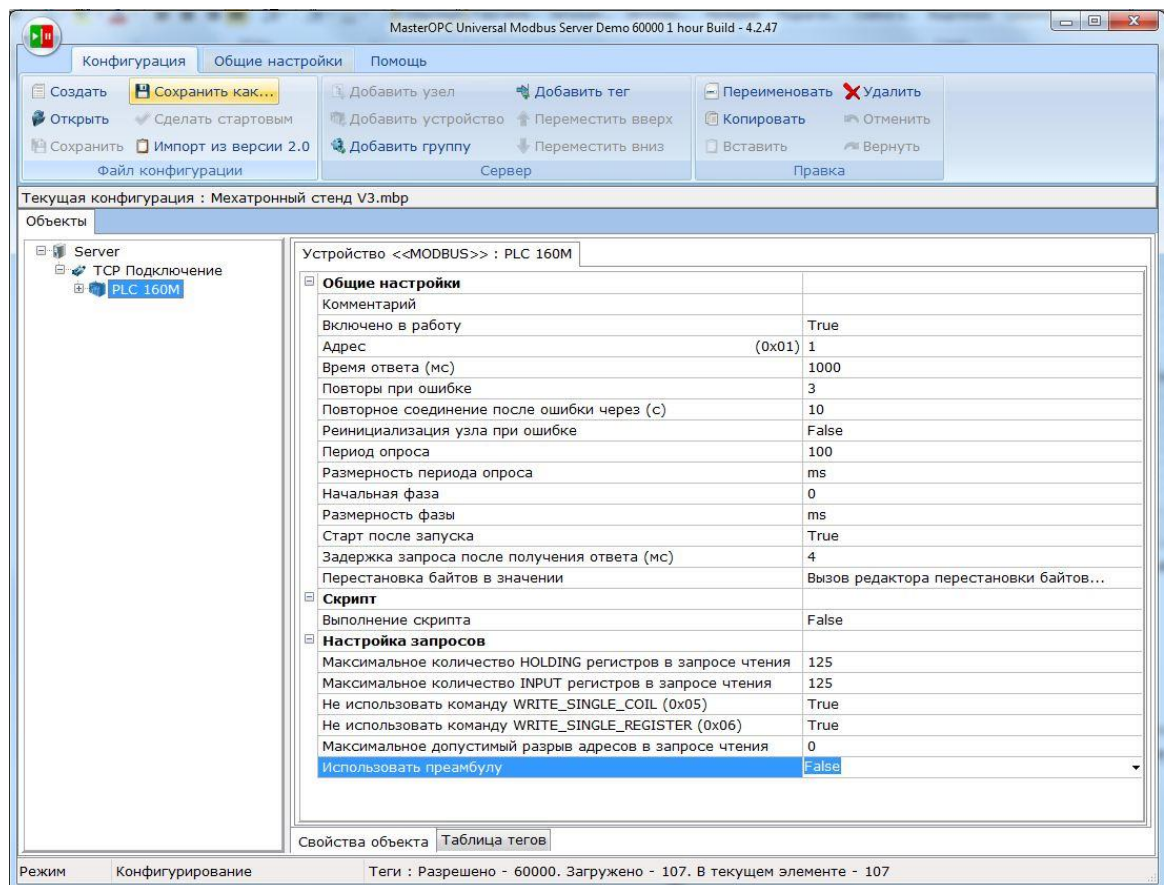 MasterOPC Universal Modbus Server Demo 60000 1 hour Build - 4.2.47
Конфигурация Общие настройки Помощь
Создать Сохранить как... Добавить узел Добавить тег Переименовать Удалить
Открыть Сделать стартовым Добавить устройство Переместить вверх Копировать Отменить
Сохранить Импорт из версии 2.0 Добавить группу Переместить вниз Вставить Вернуть
Файл конфигурации Сервер Правка
Текущая конфигурация : Мехатронный стенд V3.mbp
Объекты
Server
TCP Подключение
PLC 160M
Устройство <<MODBUS>> : PLC 160M
Общие настройки
Комментарий
Включено в работу True
Адрес (0x01) 1
Время ответа (мс) 1000
Повторы при ошибке 3
Повторное соединение после ошибки через (с) 10
Реинициализация узла при ошибке False
Период опроса 100
Размерность периода опроса ms
Начальная фаза 0
Размерность фазы ms
Старт после запуска True
Задержка запроса после получения ответа (мс) 4
Перестановка байтов в значении Вызов редактора перестановки байтов...
Скрипт
Выполнение скрипта False
Настройка запросов
Максимальное количество HOLDING регистров в запросе чтения 125
Максимальное количество INPUT регистров в запросе чтения 125
Не использовать команду WRITE_SINGLE_COIL (0x05) True
Не использовать команду WRITE_SINGLE_REGISTER (0x06) True
Максимальное допустимый разрыв адресов в запросе чтения 0
Использовать преамбулу False
Свойства объекта Таблица тегов
Режим Конфигурирование Теги : Разрешено - 60000. Загружено - 107. В текущем элементе - 107